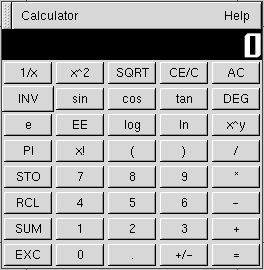 Calculator Help
0
1/x x^2 SQRT CE/C AC
INV sin cos tan DEG
e EE log ln x^y
PI x! ( ) /
STO 7 8 9 *
RCL 4 5 6 -
SUM 1 2 3 +
EXC 0 . +/- =